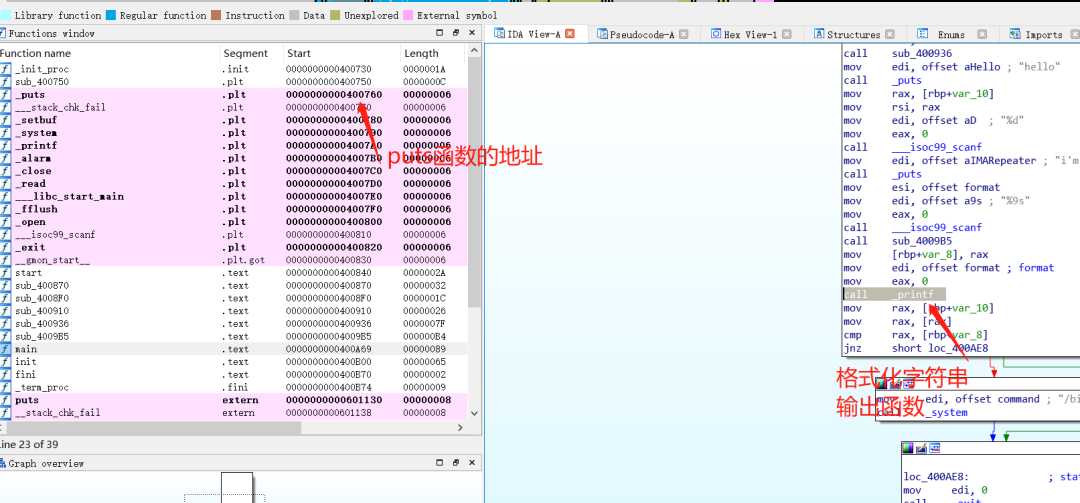 Library function Regular function Instruction Data Unexplored External symbol
Functions window
IDA View-A Pseudocode-A Hex View-1 Structures Enums Imports
Function name Segment Start Length
_init_proc .init 0000000000400730 0000001A
sub_400750 .plt 0000000000400750 0000000C
_puts .plt 0000000000400760 00000006
___stack_chk_fail .plt 00000006
_setbuf .plt 00000006
_system .plt 00000006
_printf .plt 00000006
_alarm .plt 00000006
puts函数的地址
_close .plt 00000000004007C0 00000006
_read .plt 00000000004007D0 00000006
___libc_start_main .plt 00000000004007E0 00000006
_fflush .plt 00000000004007F0 00000006
_open .plt 0000000000400800 00000006
___isoc99_scanf .plt 0000000000400810 00000006
_exit .plt 0000000000400820 00000006
__gmon_start__ .plt.got 0000000000400830 00000006
start .text 0000000000400840 0000002A
sub_400870 .text 0000000000400870 00000032
sub_4008F0 .text 00000000004008F0 0000001C
sub_400910 .text 0000000000400910 00000026
sub_400936 .text 0000000000400936 0000007F
sub_4009B5 .text 00000000004009B5 000000B4
main .text 0000000000400A69 00000089
init .text 0000000000400B00 00000065
fini .text 0000000000400B70 00000002
_term_proc .fini 0000000000400B74 00000009
puts extern 0000000000601130 00000008
__stack_chk_fail extern 0000000000601138 00000008
Line 23 of 39
Graph overview
call sub_400936
mov edi, offset aHello ; "hello"
call _puts
mov rax, [rbp+var_10]
mov rsi, rax
mov edi, offset aD ; "%d"
mov eax, 0
call ___isoc99_scanf
mov edi, offset aIMARepeater ; "i'm
call _puts
mov esi, offset format
mov edi, offset a9s ; "%9s"
mov eax, 0
call ___isoc99_scanf
call sub_4009B5
mov [rbp+var_8], rax
mov edi, offset format ; format
mov eax, 0
call _printf
mov rax, [rbp+var_10]
mov rax, [rax]
cmp rax, [rbp+var_8]
jnz short loc_400AE8
格式化字符串
输出函数
edi, offset command ; "/bi
_system
loc_400AE8: ; stat
mov edi, 0
call _exit